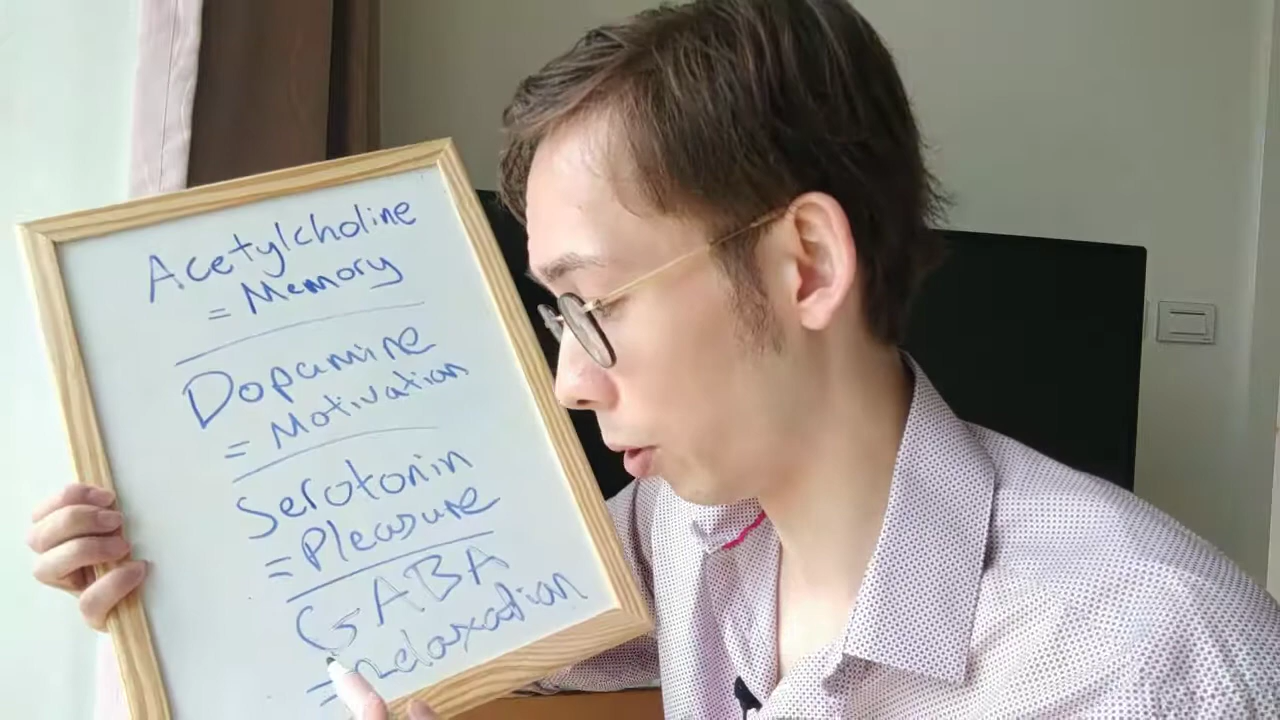 Acetylcholine
= Memory
Dopamine
= Motivation
Serotonin
= Pleasure
GABA
= relaxation